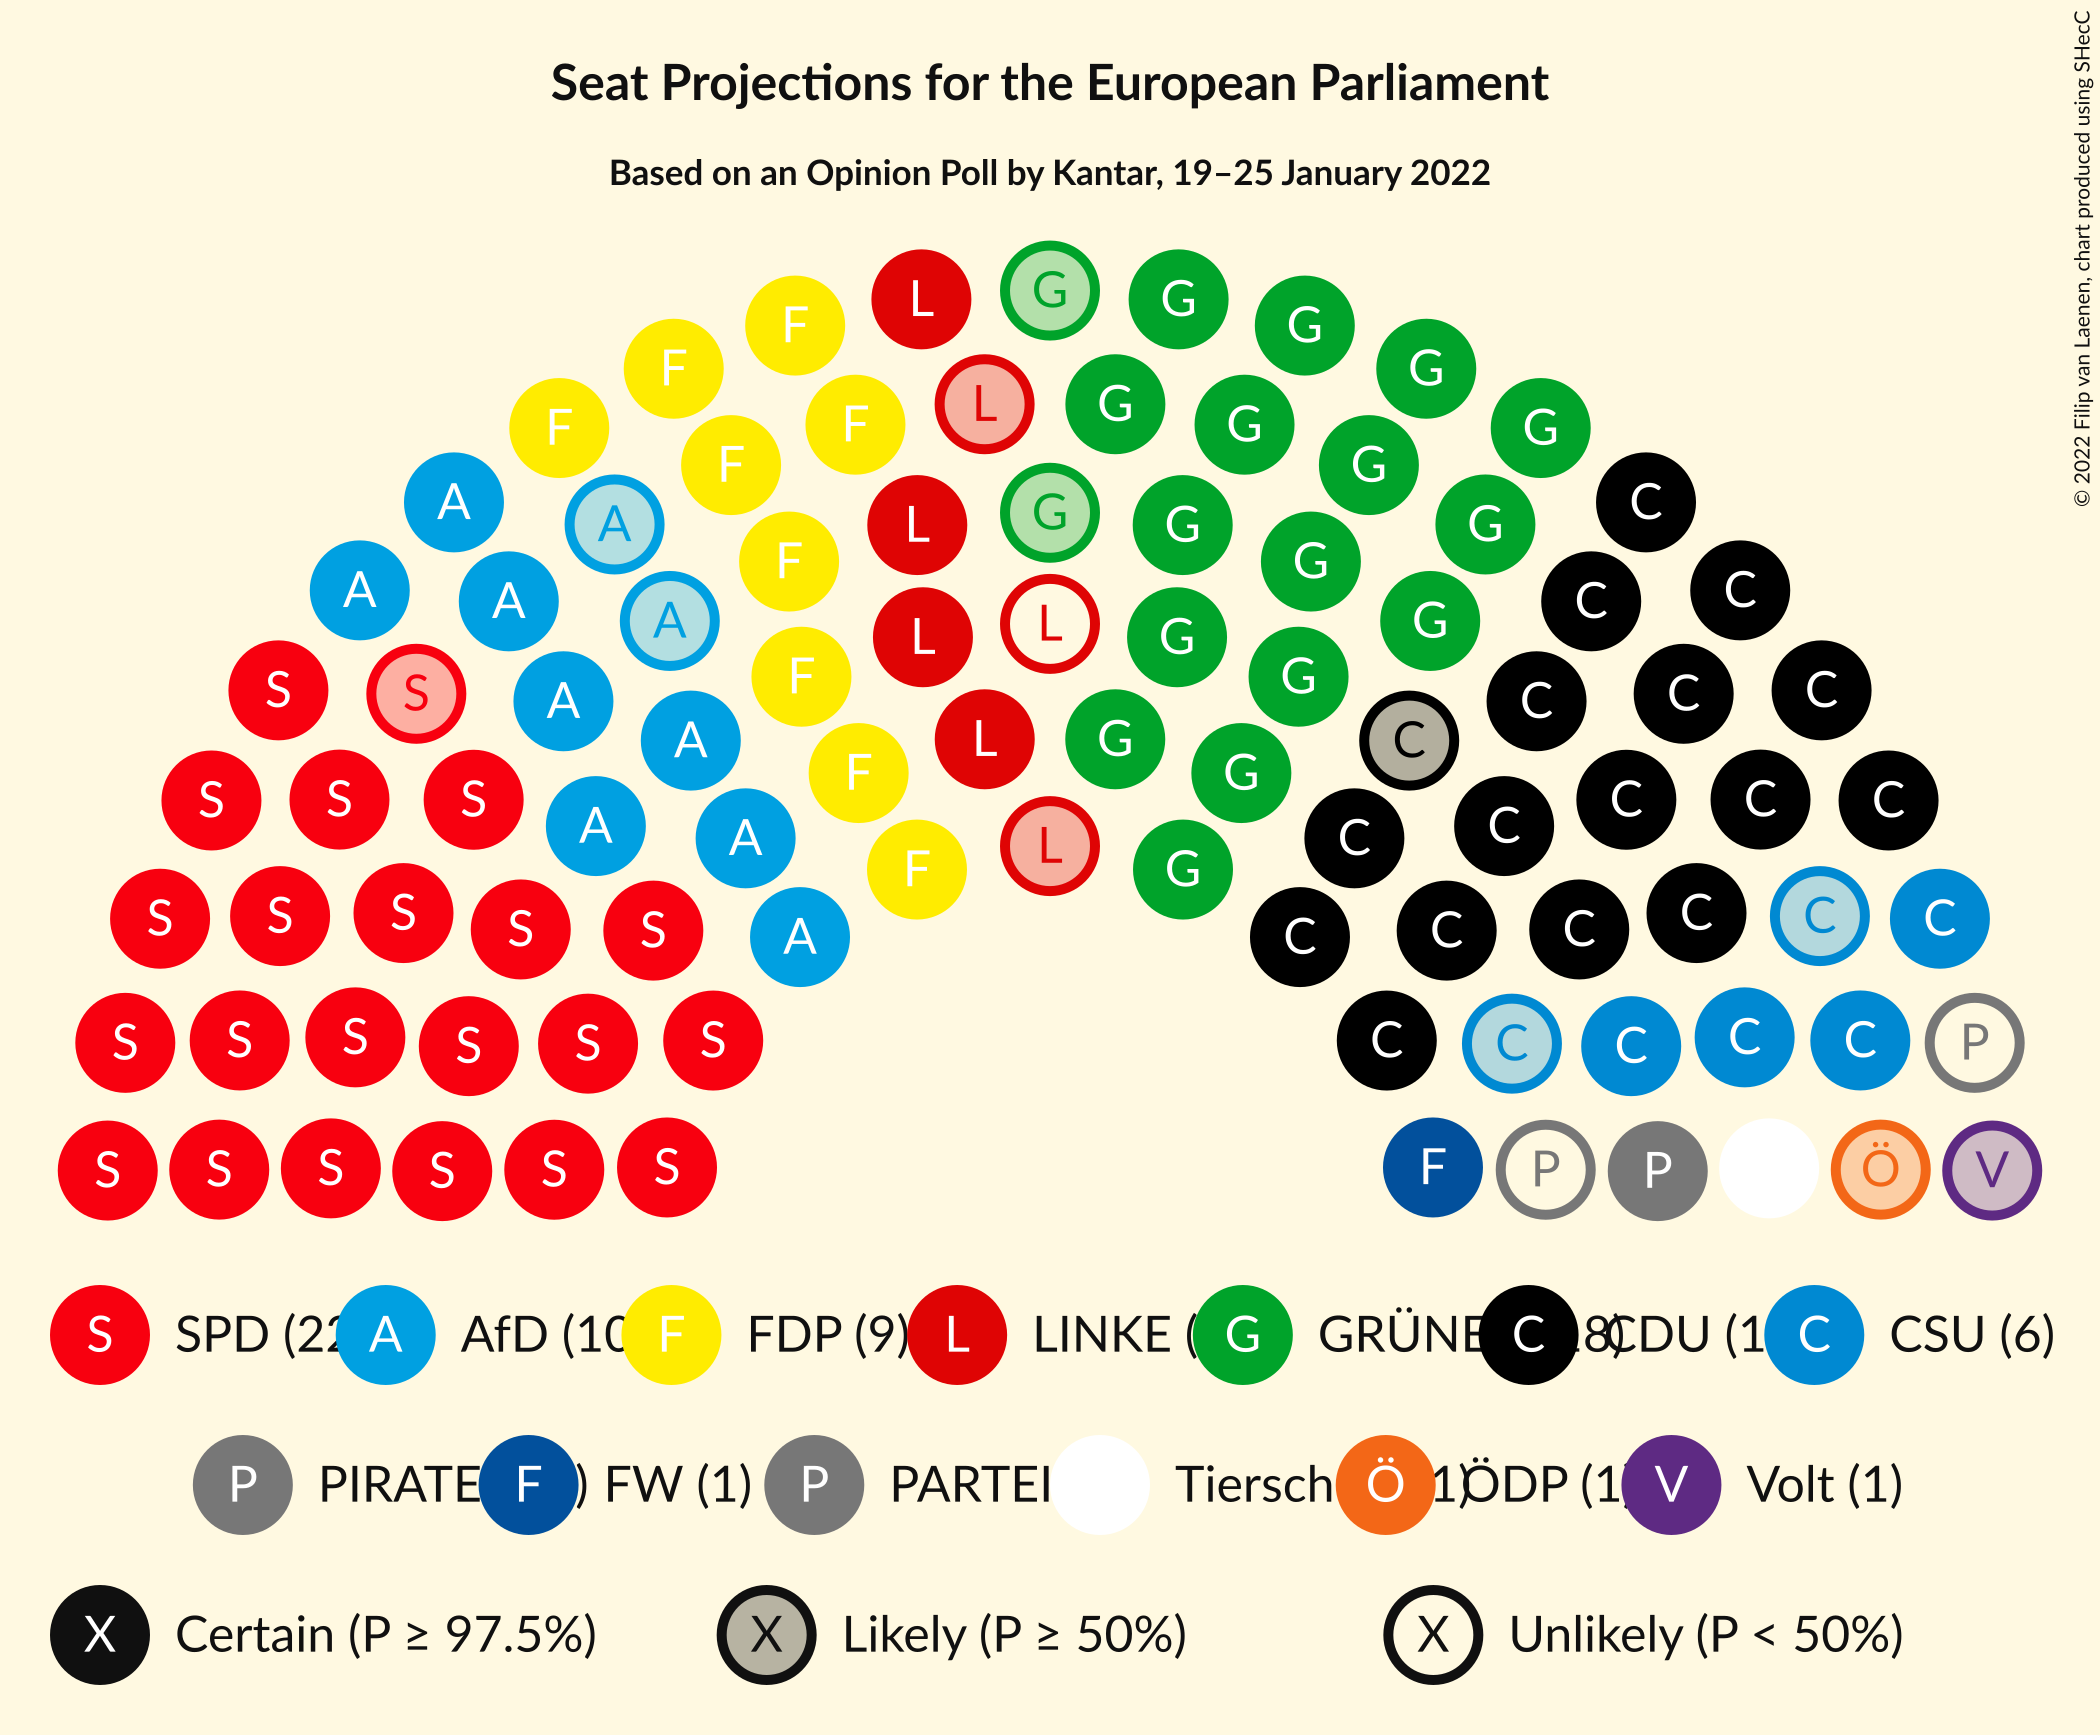 Seat Projections for the European Parliament
Based on an Opinion Poll by Kantar, 19–25 January 2022
© 2022 Filip van Laenen, chart produced using SHecC
L G G G
F F L G G G G
F F L G G G G
A F A F L G G G C
A A A F L L G G G C C
S S A A F L G G C C C C
S S S A A F L G C C C C C C
S S S S S A C C C C C C
S S S S S S C C C C C P
S S S S S S F P P Ö V
S SPD (22 A AfD (10 F FDP (9) L LINKE ( G GRÜNE C 18) CDU (1 C CSU (6)
P PIRATE F ) FW (1) P PARTEI Tiersch Ö 1) ÖDP (1) V Volt (1)
X Certain (P ≥ 97.5%) X Likely (P ≥ 50%) X Unlikely (P < 50%)